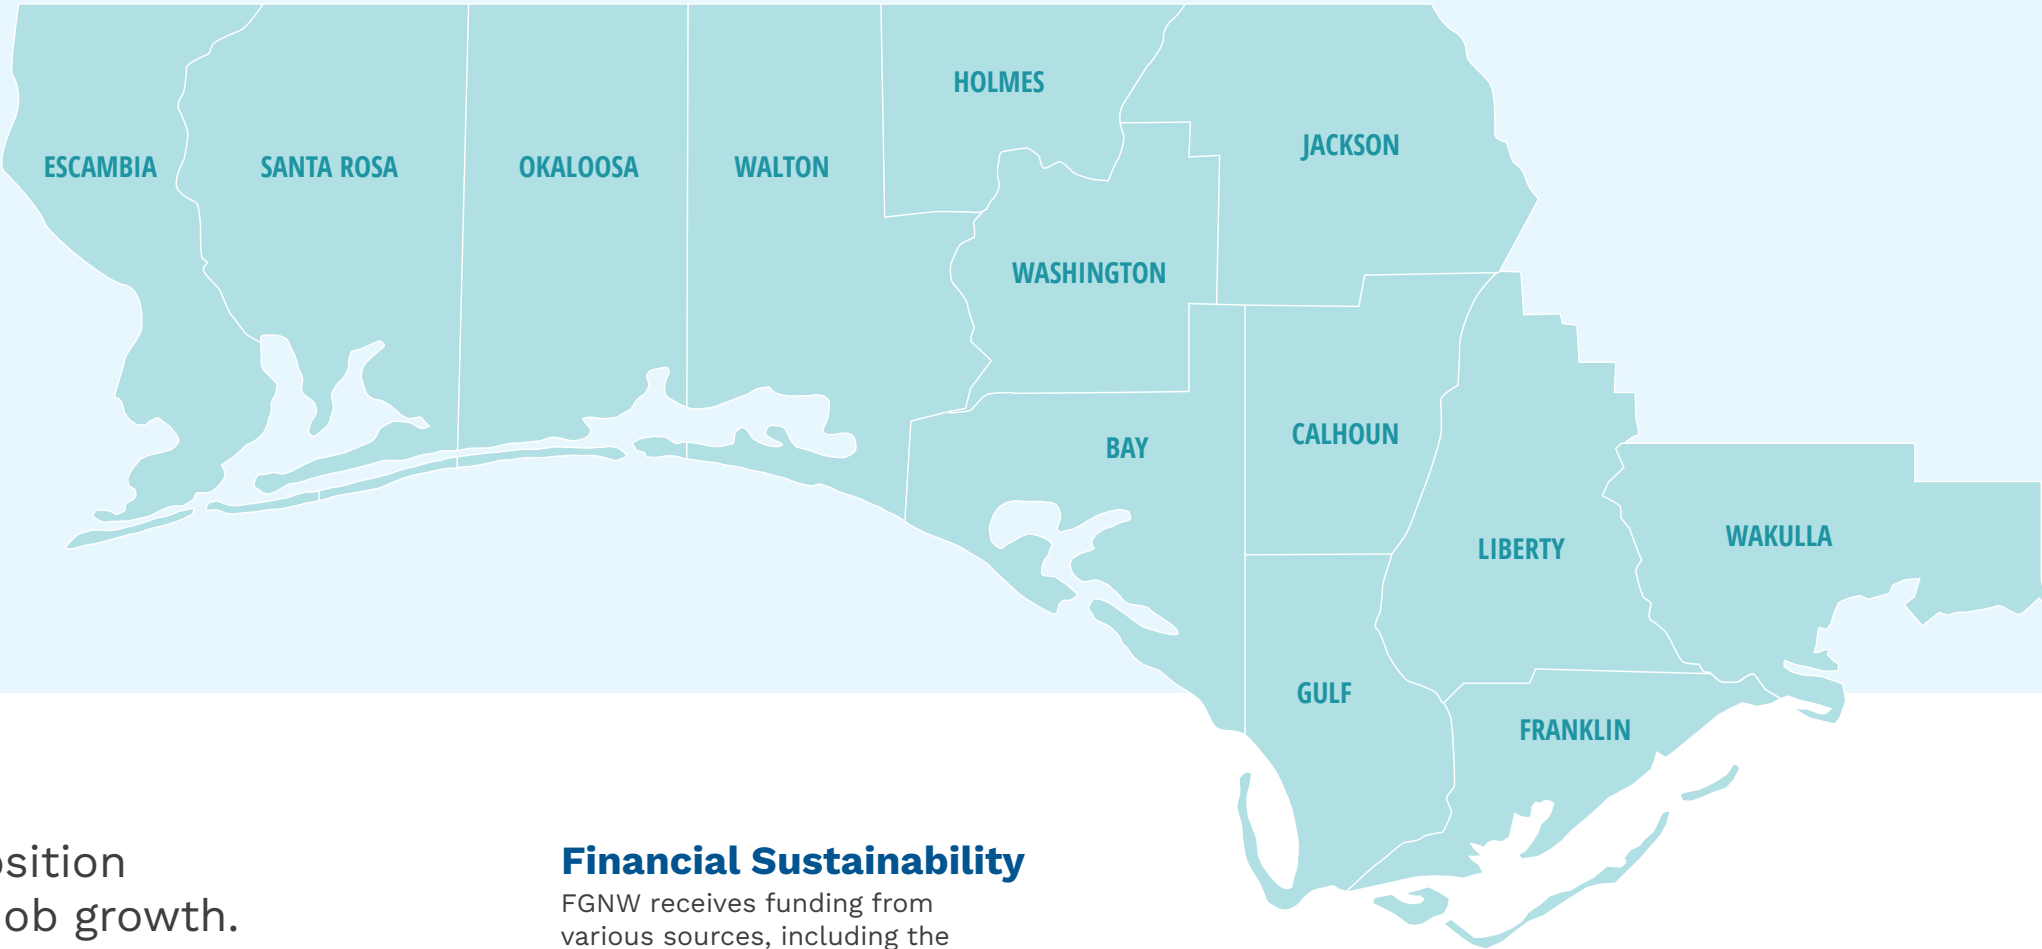 HOLMES
JACKSON
ESCAMBIA
SANTA ROSA
OKALOOSA
WALTON
WASHINGTON
CALHOUN
BAY
WAKULLA
LIBERTY
GULF
FRANKLIN
sition
ob growth.
Financial Sustainability
FGNW receives funding from
various sources, including the